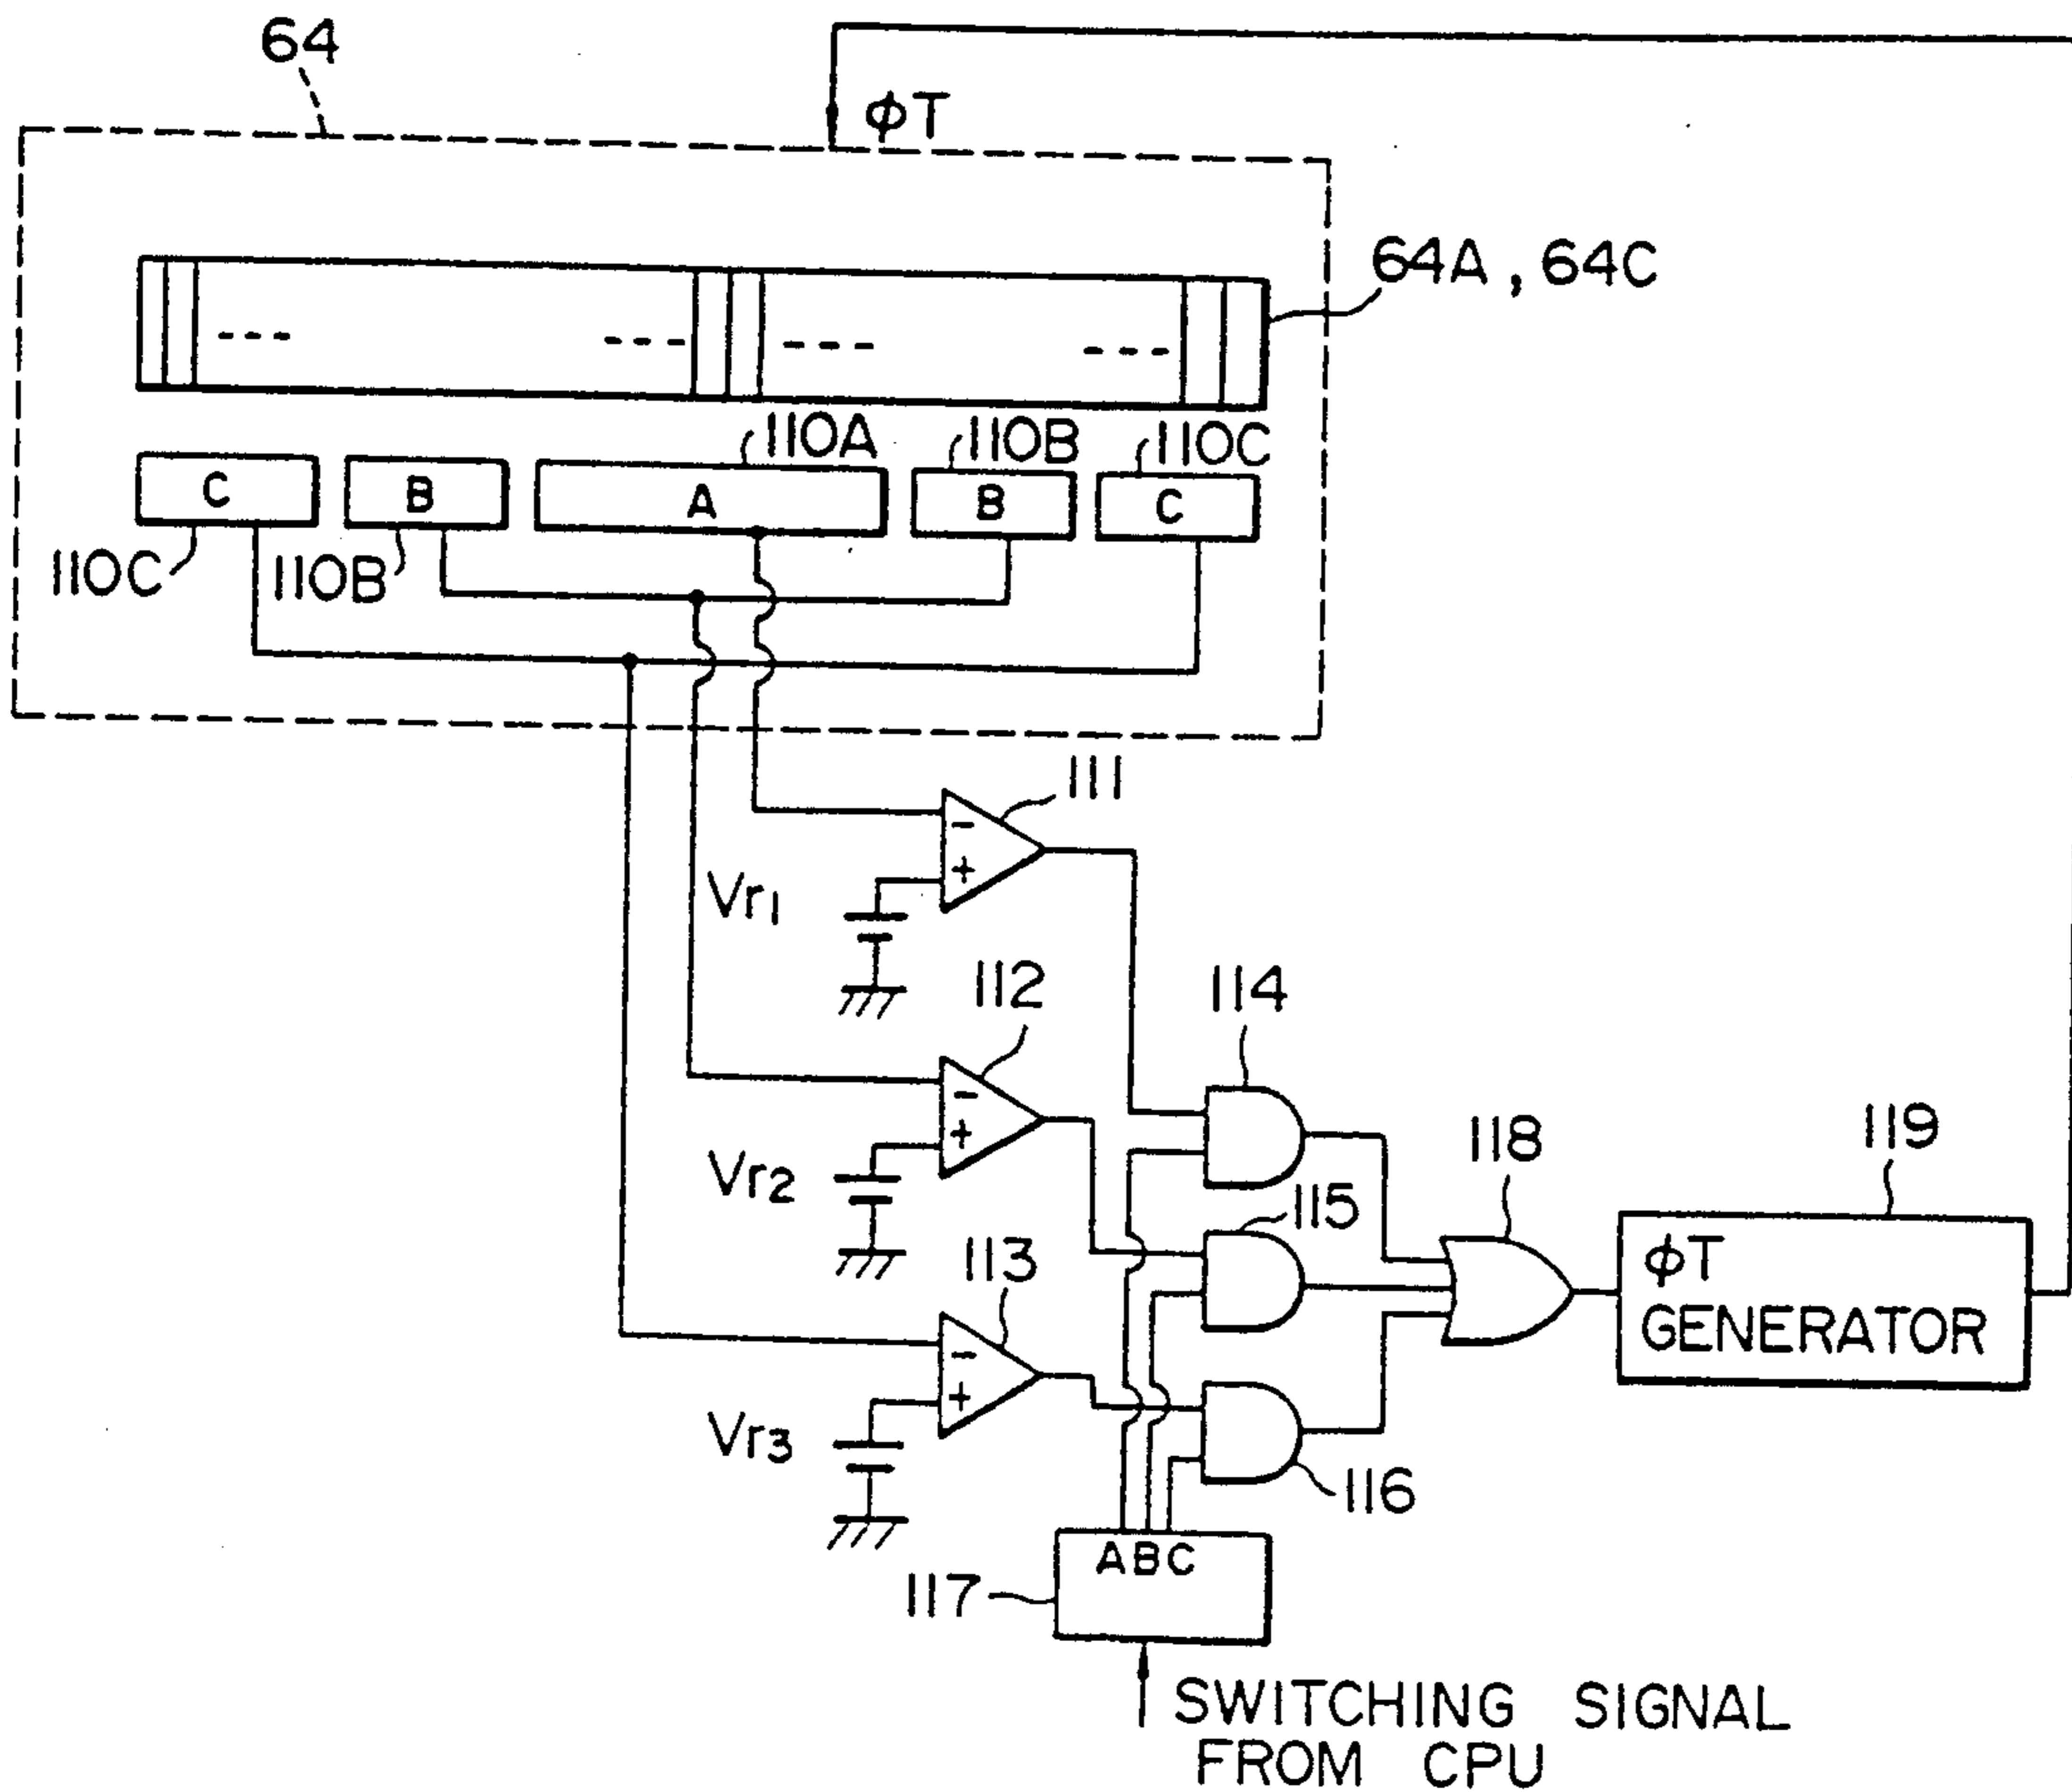 64
ϕT
64A, 64C
110A
110B
110C
C
B
A
B
C
110C
110B
111
−
+
Vr1
112
−
+
Vr2
114
115
118
119
ϕT
GENERATOR
113
−
+
Vr3
116
ABC
117
SWITCHING SIGNAL
FROM CPU